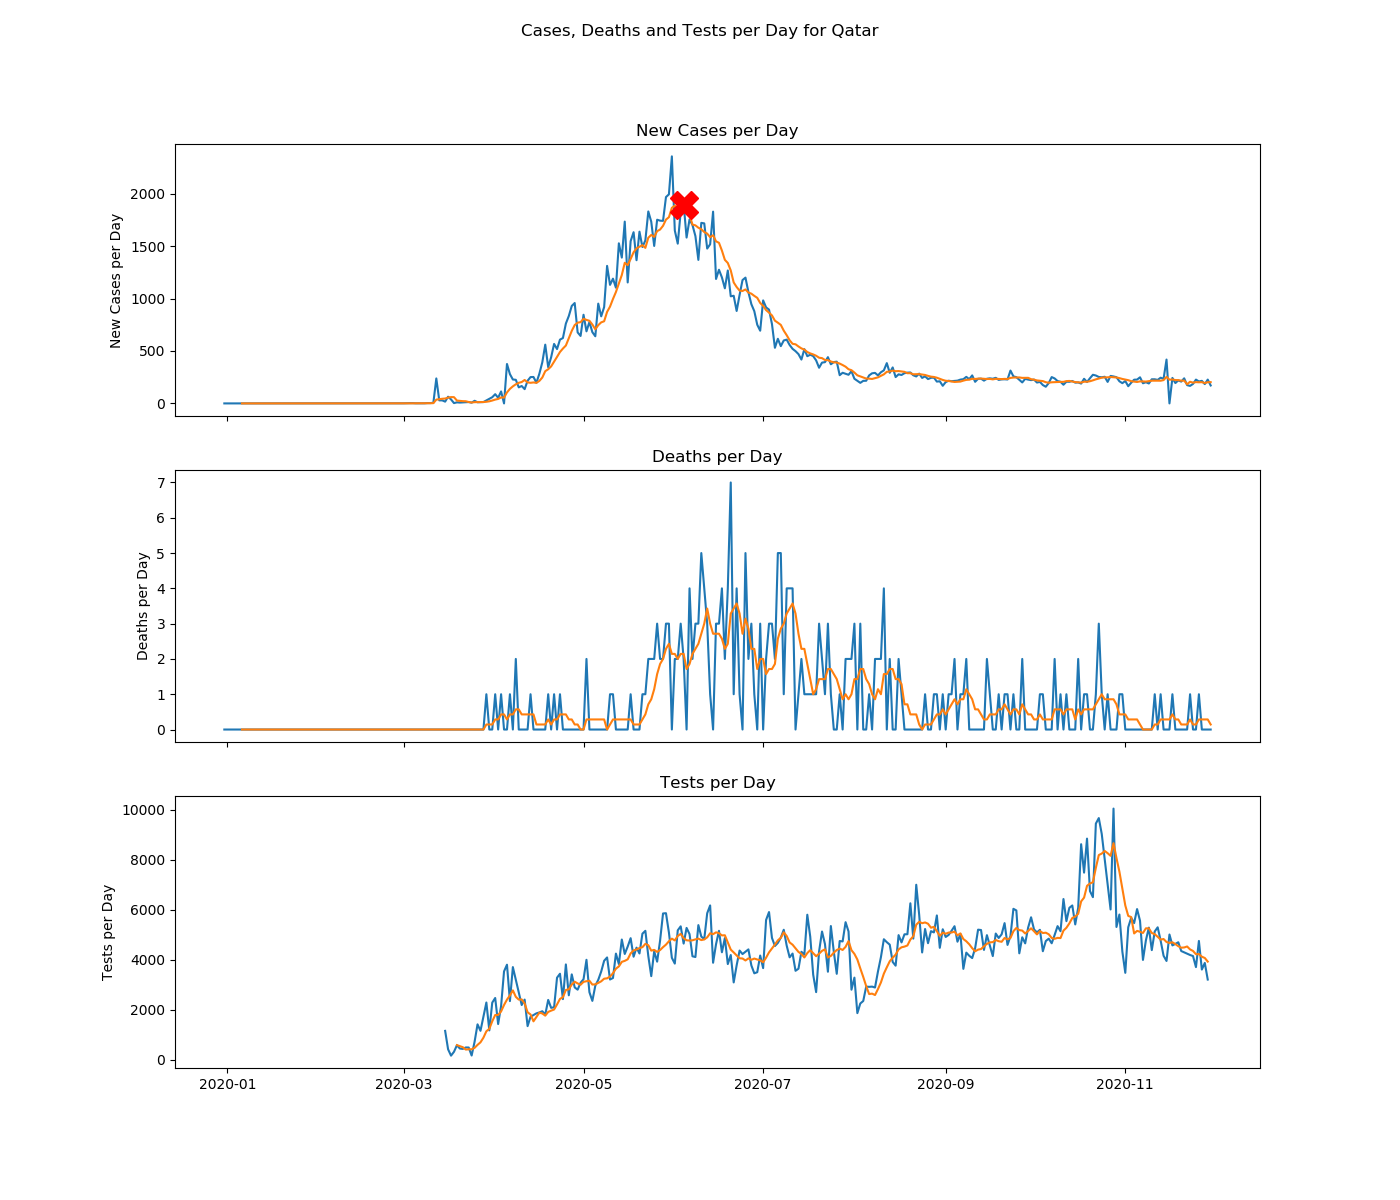 Cases, Deaths and Tests per Day for Qatar
New Cases per Day
New Cases per Day
2000
1500
1000
500
0
Deaths per Day
Deaths per Day
7
6
5
4
3
2
1
0
Tests per Day
Tests per Day
10000
8000
6000
4000
2000
0
2020-01 2020-03 2020-05 2020-07 2020-09 2020-11